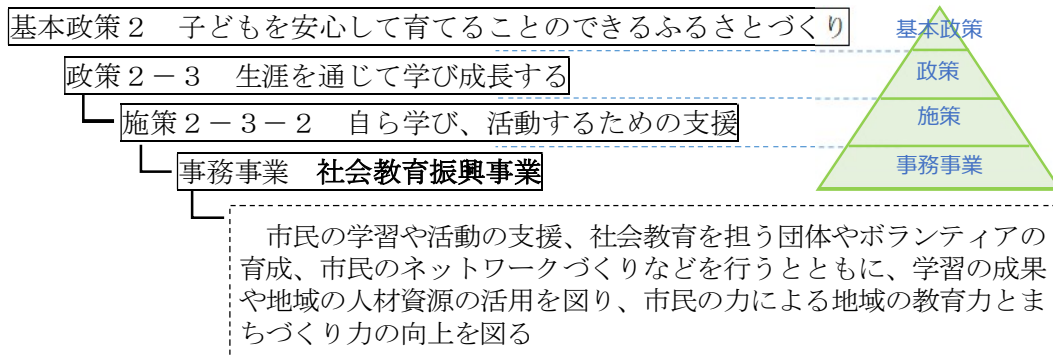 基本政策２　子どもを安心して育てることのできるふるさとづくり
政策２－３　生涯を通じて学び成長する
施策２－３－２　自ら学び、活動するための支援
事務事業　社会教育振興事業
市民の学習や活動の支援、社会教育を担う団体やボランティアの
育成、市民のネットワークづくりなどを行うとともに、学習の成果
や地域の人材資源の活用を図り、市民の力による地域の教育力とま
ちづくり力の向上を図る
基本政策
政策
施策
事務事業